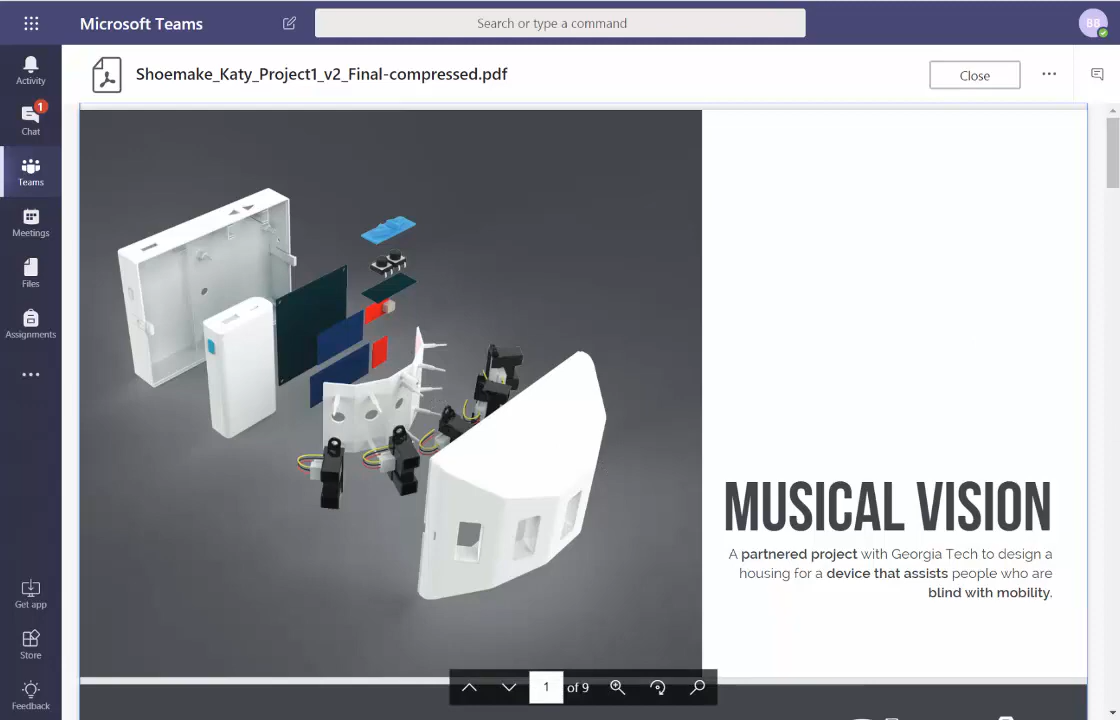 Microsoft Teams
Search or type a command
BB
Activity
Shoemake_Katy_Project1_v2_Final-compressed.pdf
Close
1
Chat
Teams
Meetings
Files
Assignments
MUSICAL VISION
A partnered project with Georgia Tech to design a
housing for a device that assists people who are
blind with mobility.
Get app
Store
Feedback
1 of 9